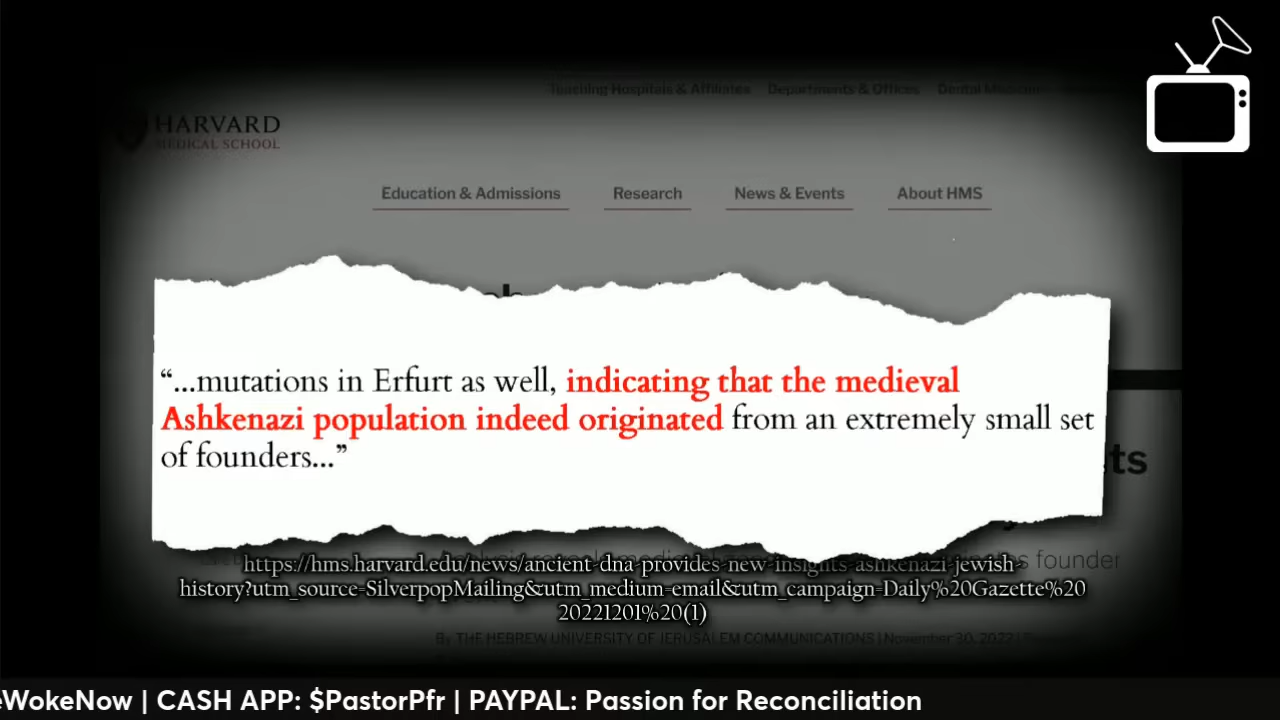 Teaching Hospitals & Affiliates Departments & Offices
HARVARD
MEDICAL SCHOOL
Education & Admissions Research News & Events About HMS
“...mutations in Erfurt as well, indicating that the medieval
Ashkenazi population indeed originated from an extremely small set
of founders...”
https://hms.harvard.edu/news/ancient-dna-provides-new-insights-ashkenazi-jewish-
history?utm_source=SilverpopMailing&utm_medium=email&utm_campaign=Daily%20Gazette%20
20221201%20(1)
founder
By THE HEBREW UNIVERSITY OF JERUSALEM COMMUNICATIONS | November 30, 2022 |
eWokeNow | CASH APP: $PastorPfr | PAYPAL: Passion for Reconciliation